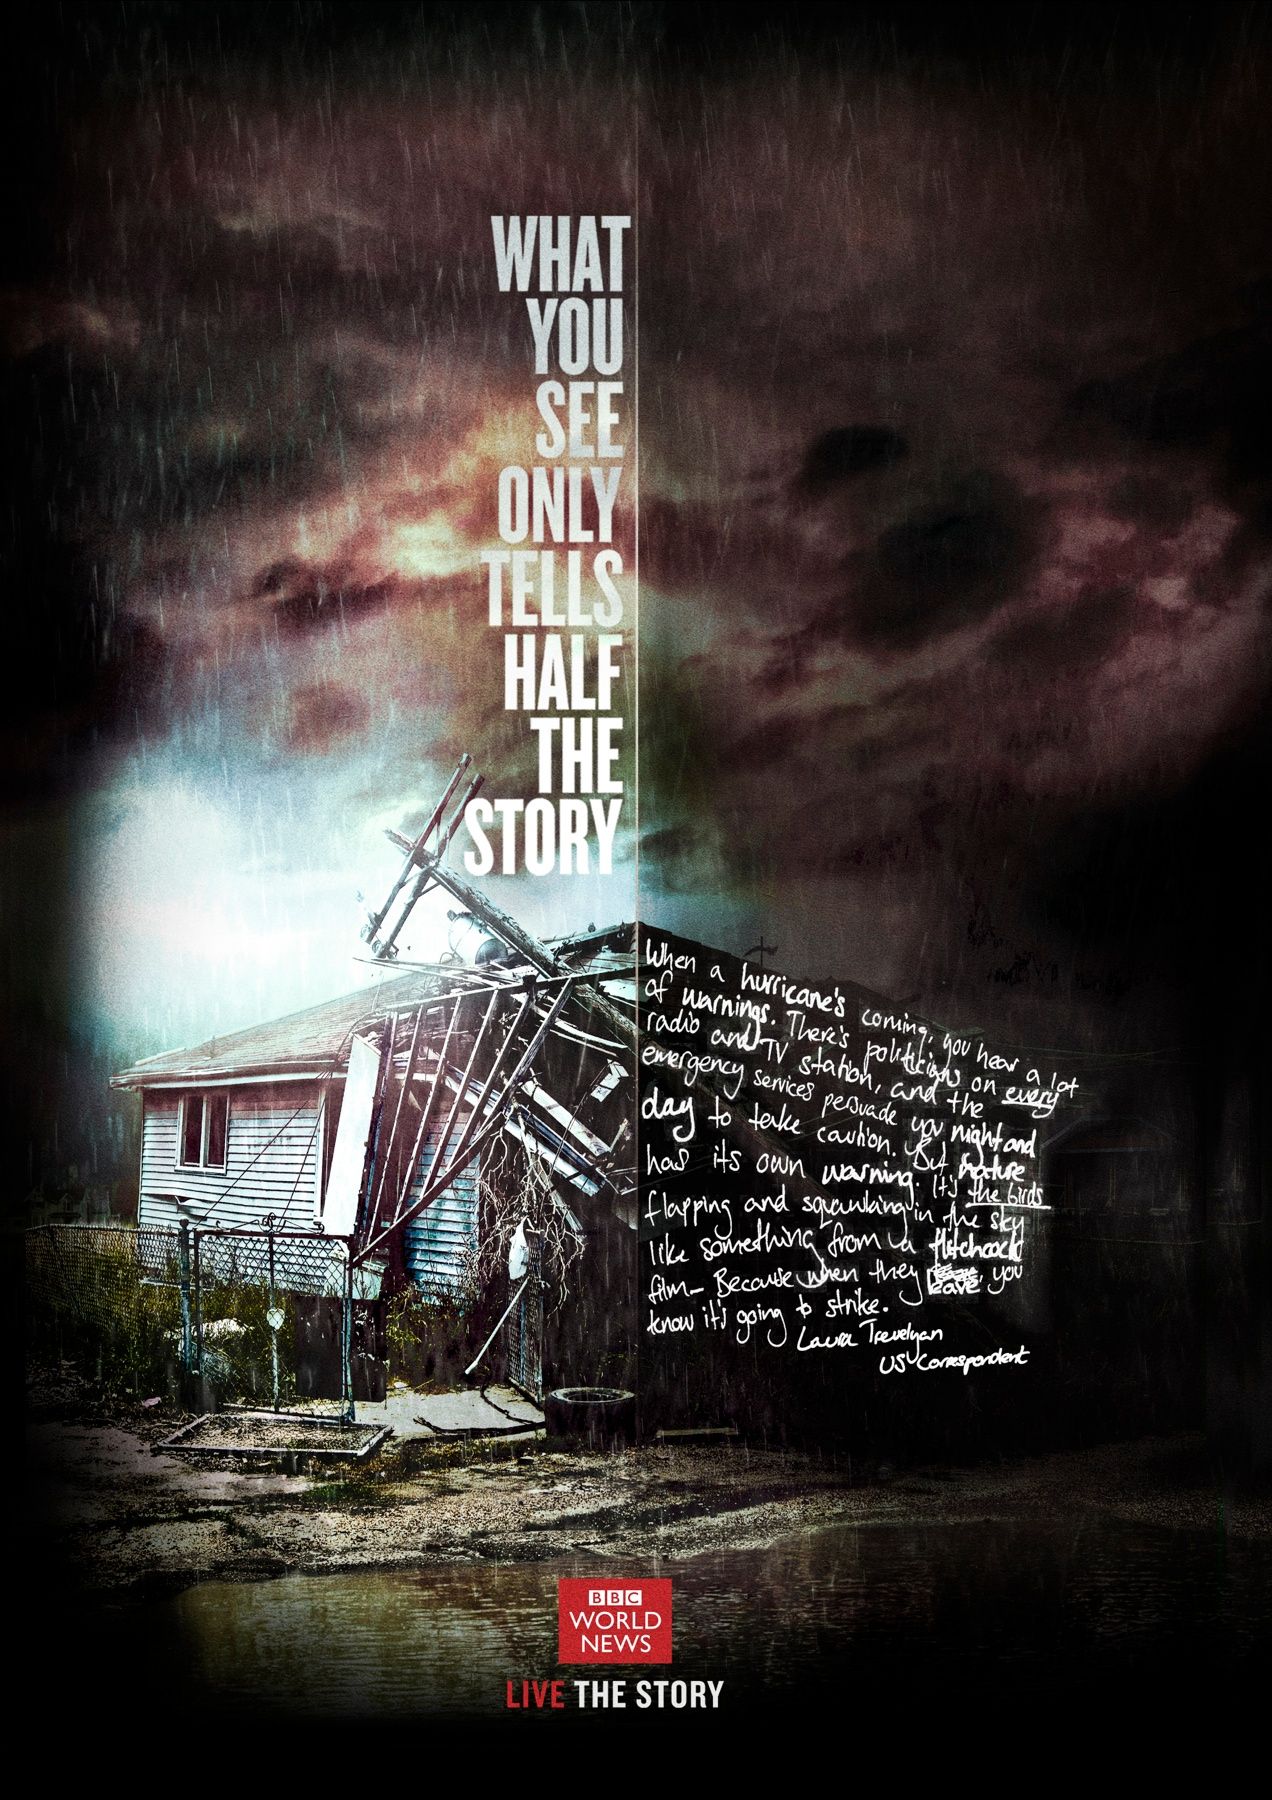 WHAT
YOU
SEE
ONLY
TELLS
HALF
THE
STORY
When a hurricane's coming, you hear a lot
of warnings. There's politicians on every
radio and TV station, and the
emergency services persuade you night and
day to take caution. But nature
has its own warning. It's the birds
flapping and squawking in the sky
like something from a Hitchcock
film_ Because when they leave, you
know it's going to strike.
Laura Trevelyan
US Correspondent
BBC
WORLD
NEWS
LIVE THE STORY